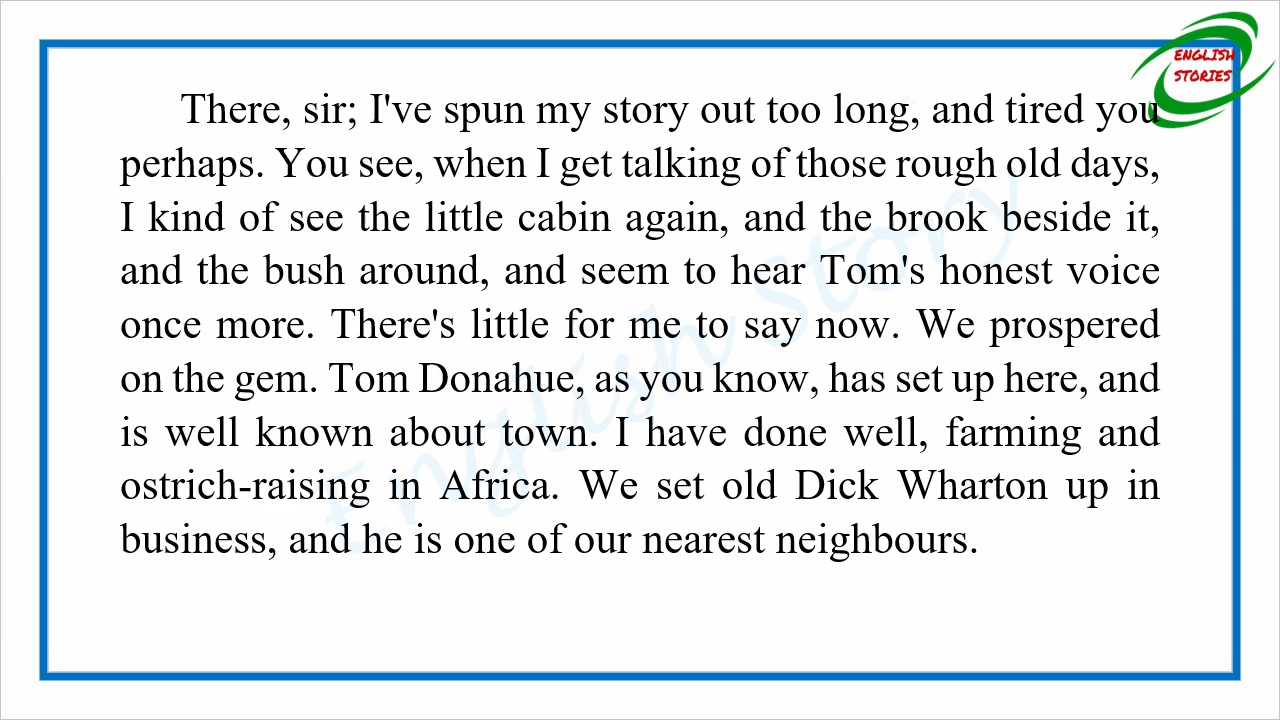 ENGLISH
STORIES
There, sir; I've spun my story out too long, and tired you
perhaps. You see, when I get talking of those rough old days,
I kind of see the little cabin again, and the brook beside it,
and the bush around, and seem to hear Tom's honest voice
once more. There's little for me to say now. We prospered
on the gem. Tom Donahue, as you know, has set up here, and
is well known about town. I have done well, farming and
ostrich-raising in Africa. We set old Dick Wharton up in
business, and he is one of our nearest neighbours.
English Story